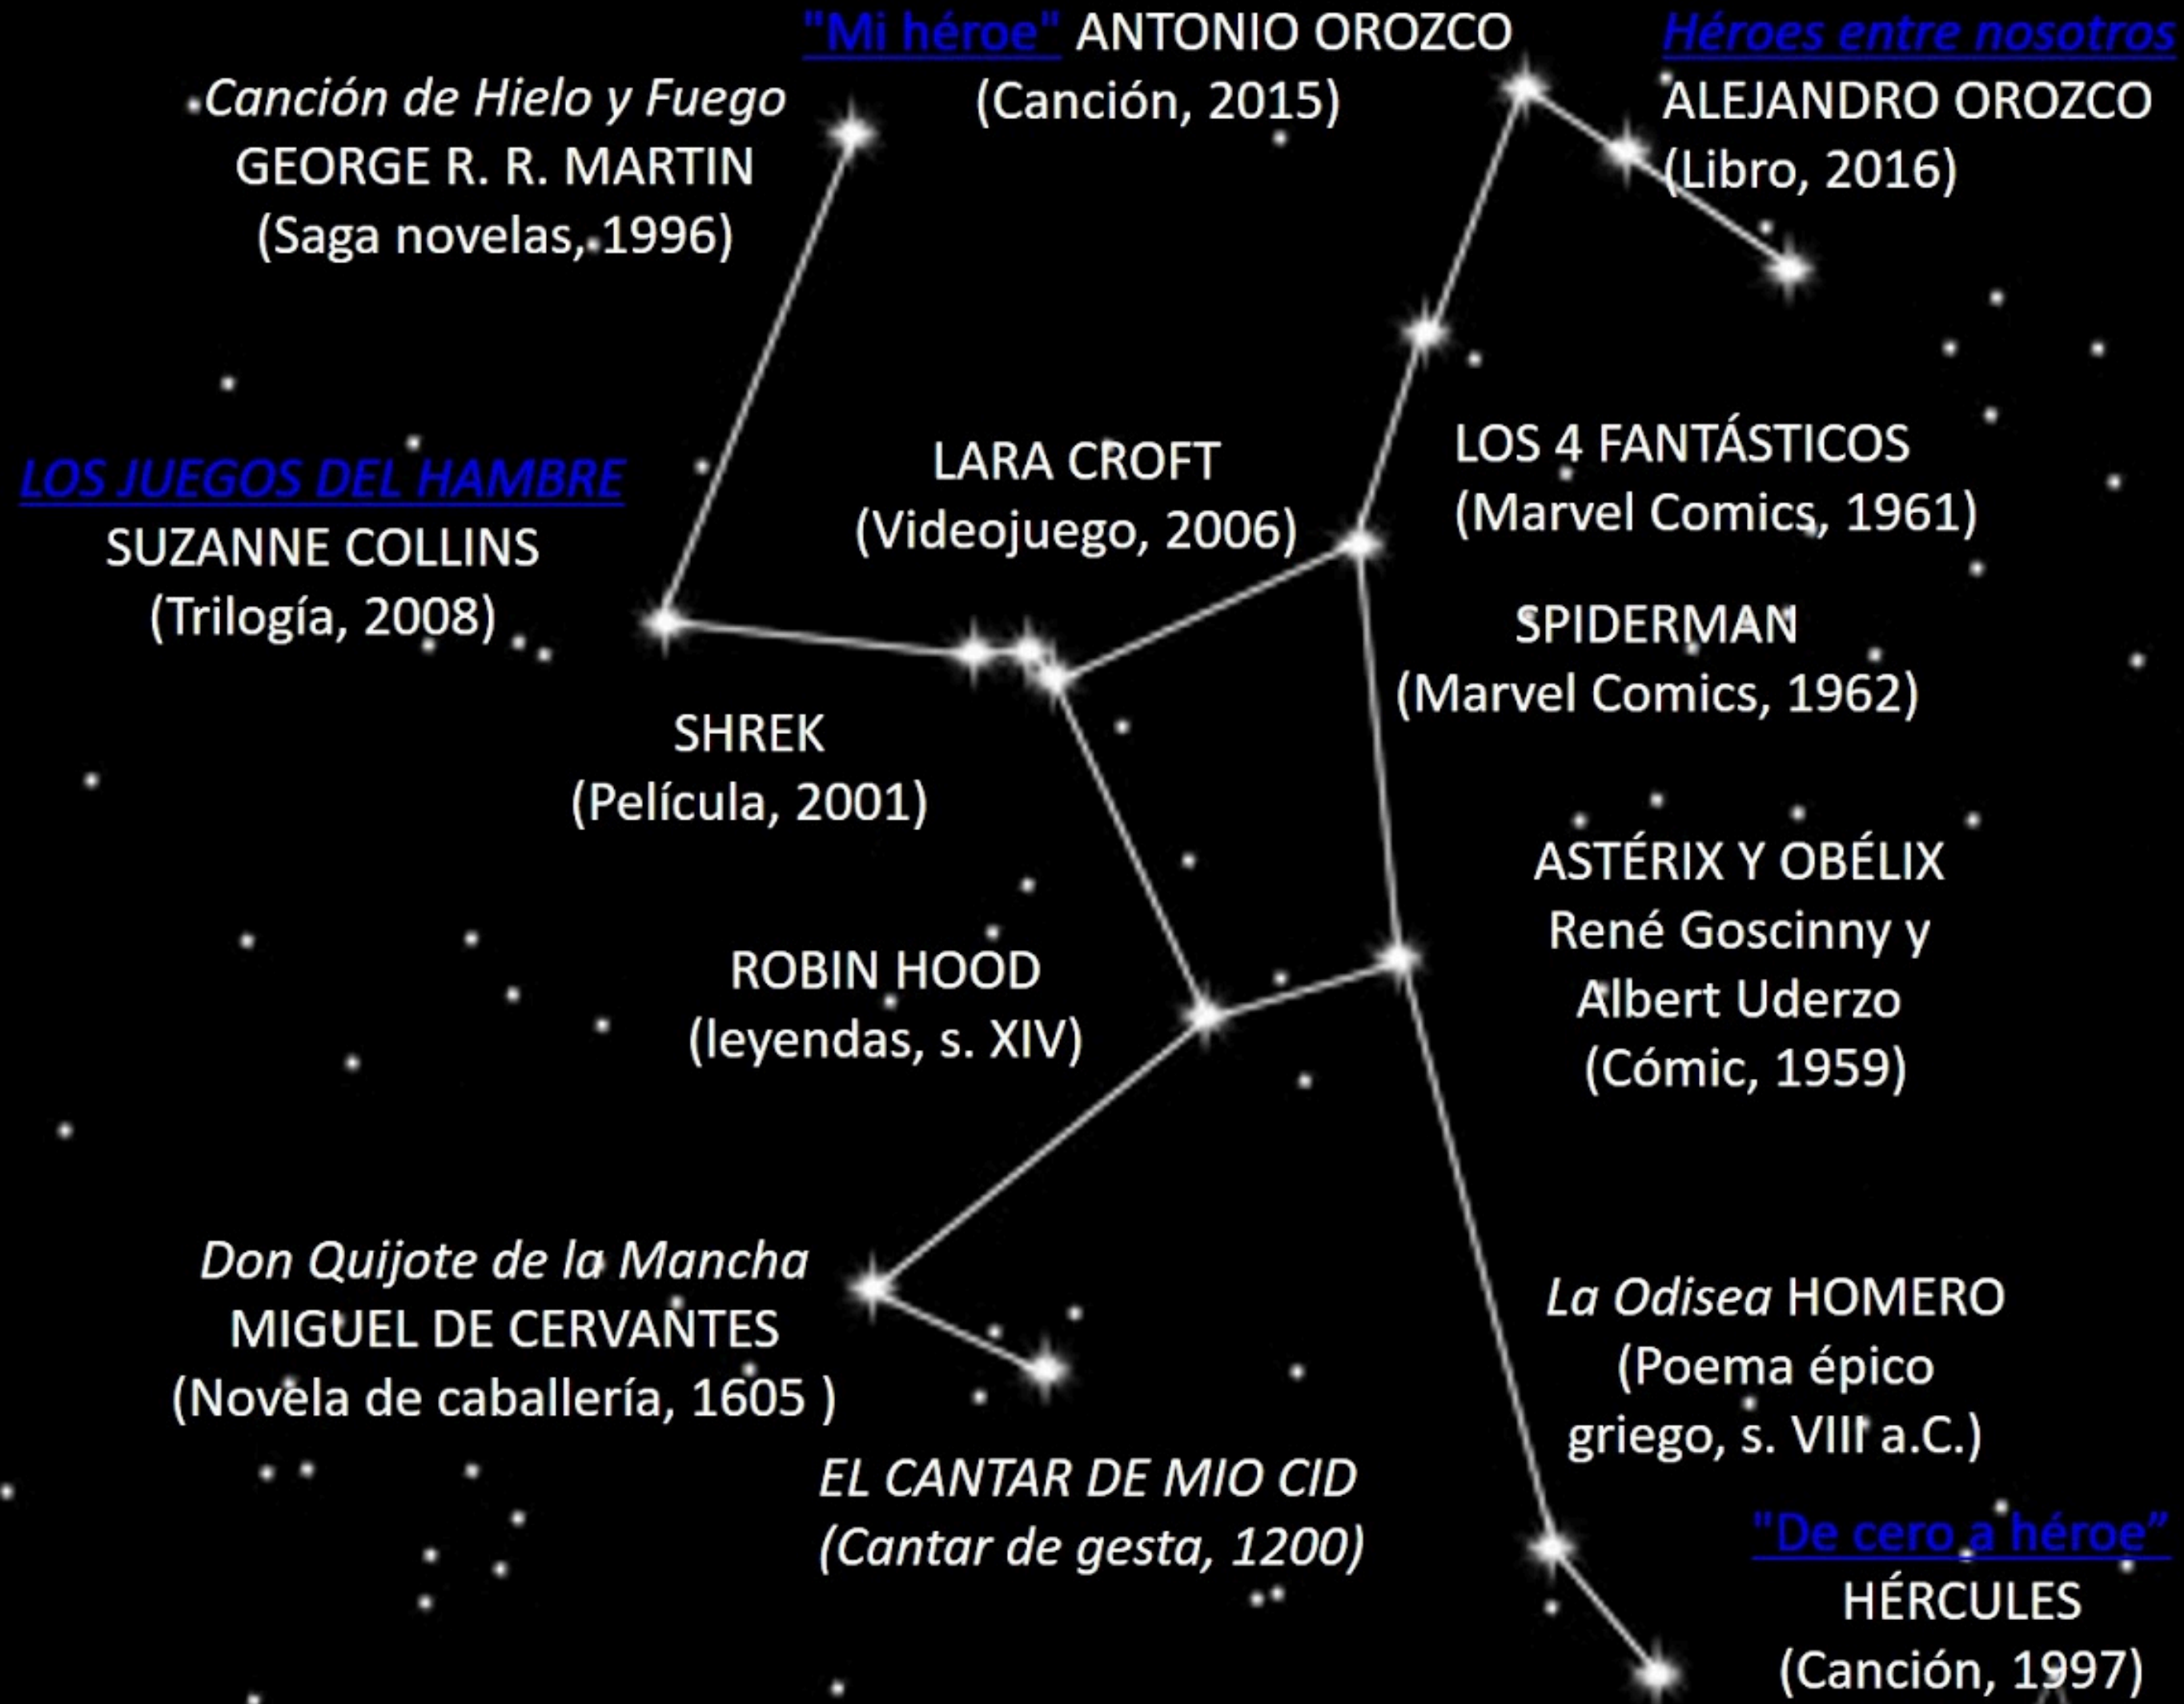 "Mi héroe" ANTONIO OROZCO
(Canción, 2015)
Héroes entre nosotros
ALEJANDRO OROZCO
(Libro, 2016)
Canción de Hielo y Fuego
GEORGE R. R. MARTIN
(Saga novelas, 1996)
LOS JUEGOS DEL HAMBRE
SUZANNE COLLINS
(Trilogía, 2008)
LARA CROFT
(Videojuego, 2006)
LOS 4 FANTÁSTICOS
(Marvel Comics, 1961)
SPIDERMAN
(Marvel Comics, 1962)
SHREK
(Película, 2001)
ASTÉRIX Y OBÉLIX
René Goscinny y
Albert Uderzo
(Cómic, 1959)
ROBIN HOOD
(leyendas, s. XIV)
Don Quijote de la Mancha
MIGUEL DE CERVANTES
(Novela de caballería, 1605 )
La Odisea HOMERO
(Poema épico
griego, s. VIII a.C.)
EL CANTAR DE MIO CID
(Cantar de gesta, 1200)
"De cero a héroe”
HÉRCULES
(Canción, 1997)